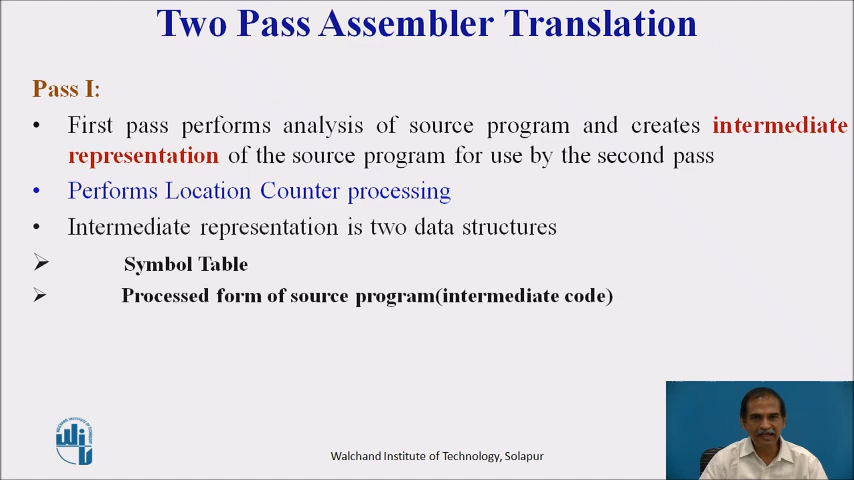 Two Pass Assembler Translation
Pass I:
• First pass performs analysis of source program and creates intermediate
representation of the source program for use by the second pass
• Performs Location Counter processing
• Intermediate representation is two data structures
➢ Symbol Table
➢ Processed form of source program(intermediate code)
Walchand Institute of Technology, Solapur